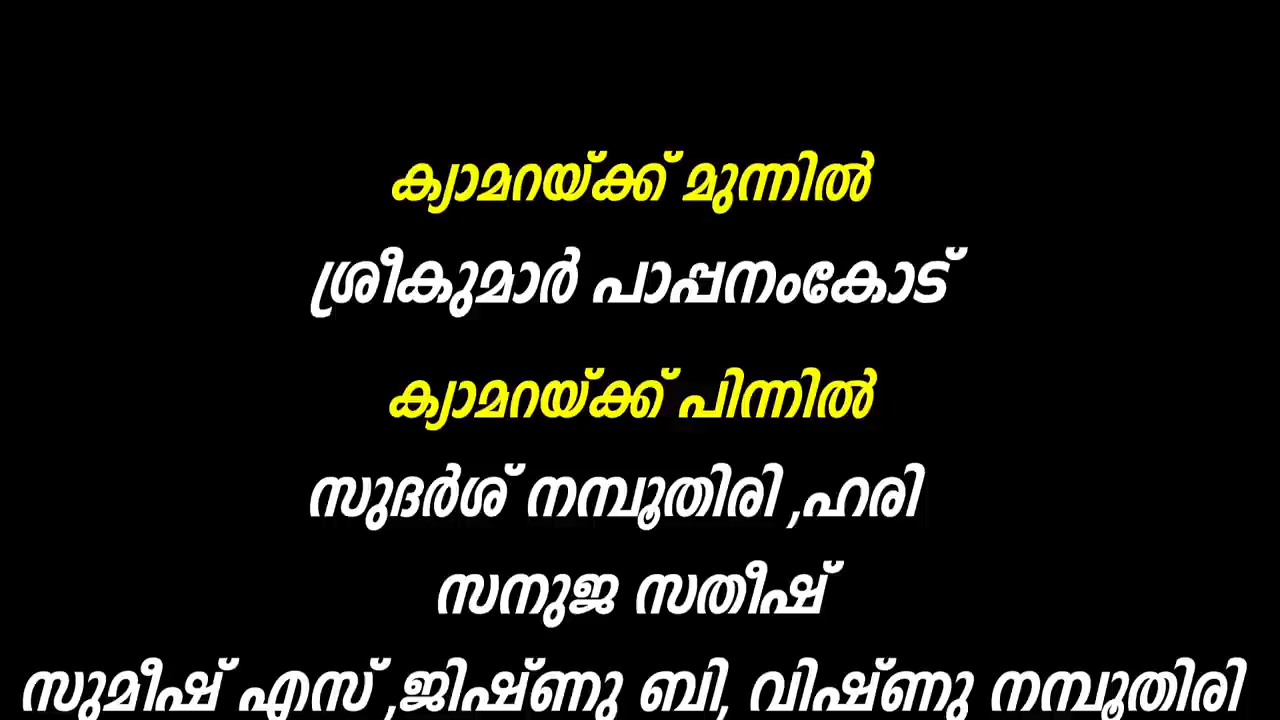 ക്യാമറയ്ക്ക് മുന്നിൽ
ശ്രീകുമാർ പാപ്പനംകോട്
ക്യാമറയ്ക്ക് പിന്നിൽ
സുദർശ് നമ്പൂതിരി ,ഹരി
സനുജ സതീഷ്
സുമീഷ് എസ് ,ജിഷ്ണു ബി, വിഷ്ണു നമ്പൂതിരി